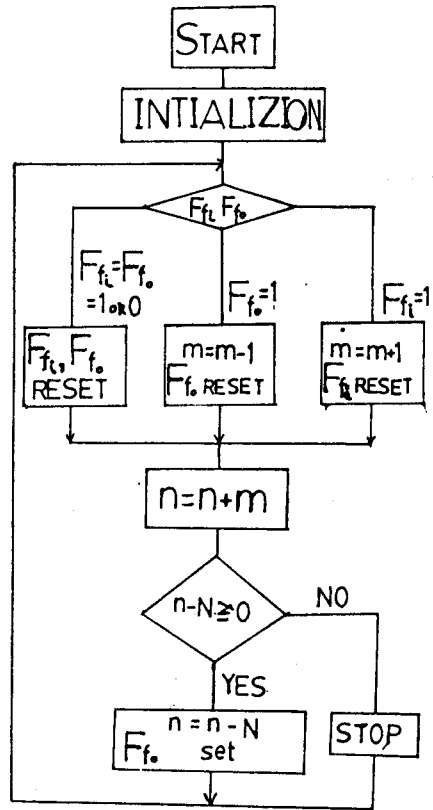 START
INTIALIZION
Ffi Ffo
Ffi=Ffo
=1 OR 0
Ffo=1
Ffi=1
Ffi, Ffo
RESET
m=m-1
Ffo RESET
m=m+1
Ffi RESET
n=n+m
n-N≧0
NO
YES
n=n-N
Ffo set
STOP